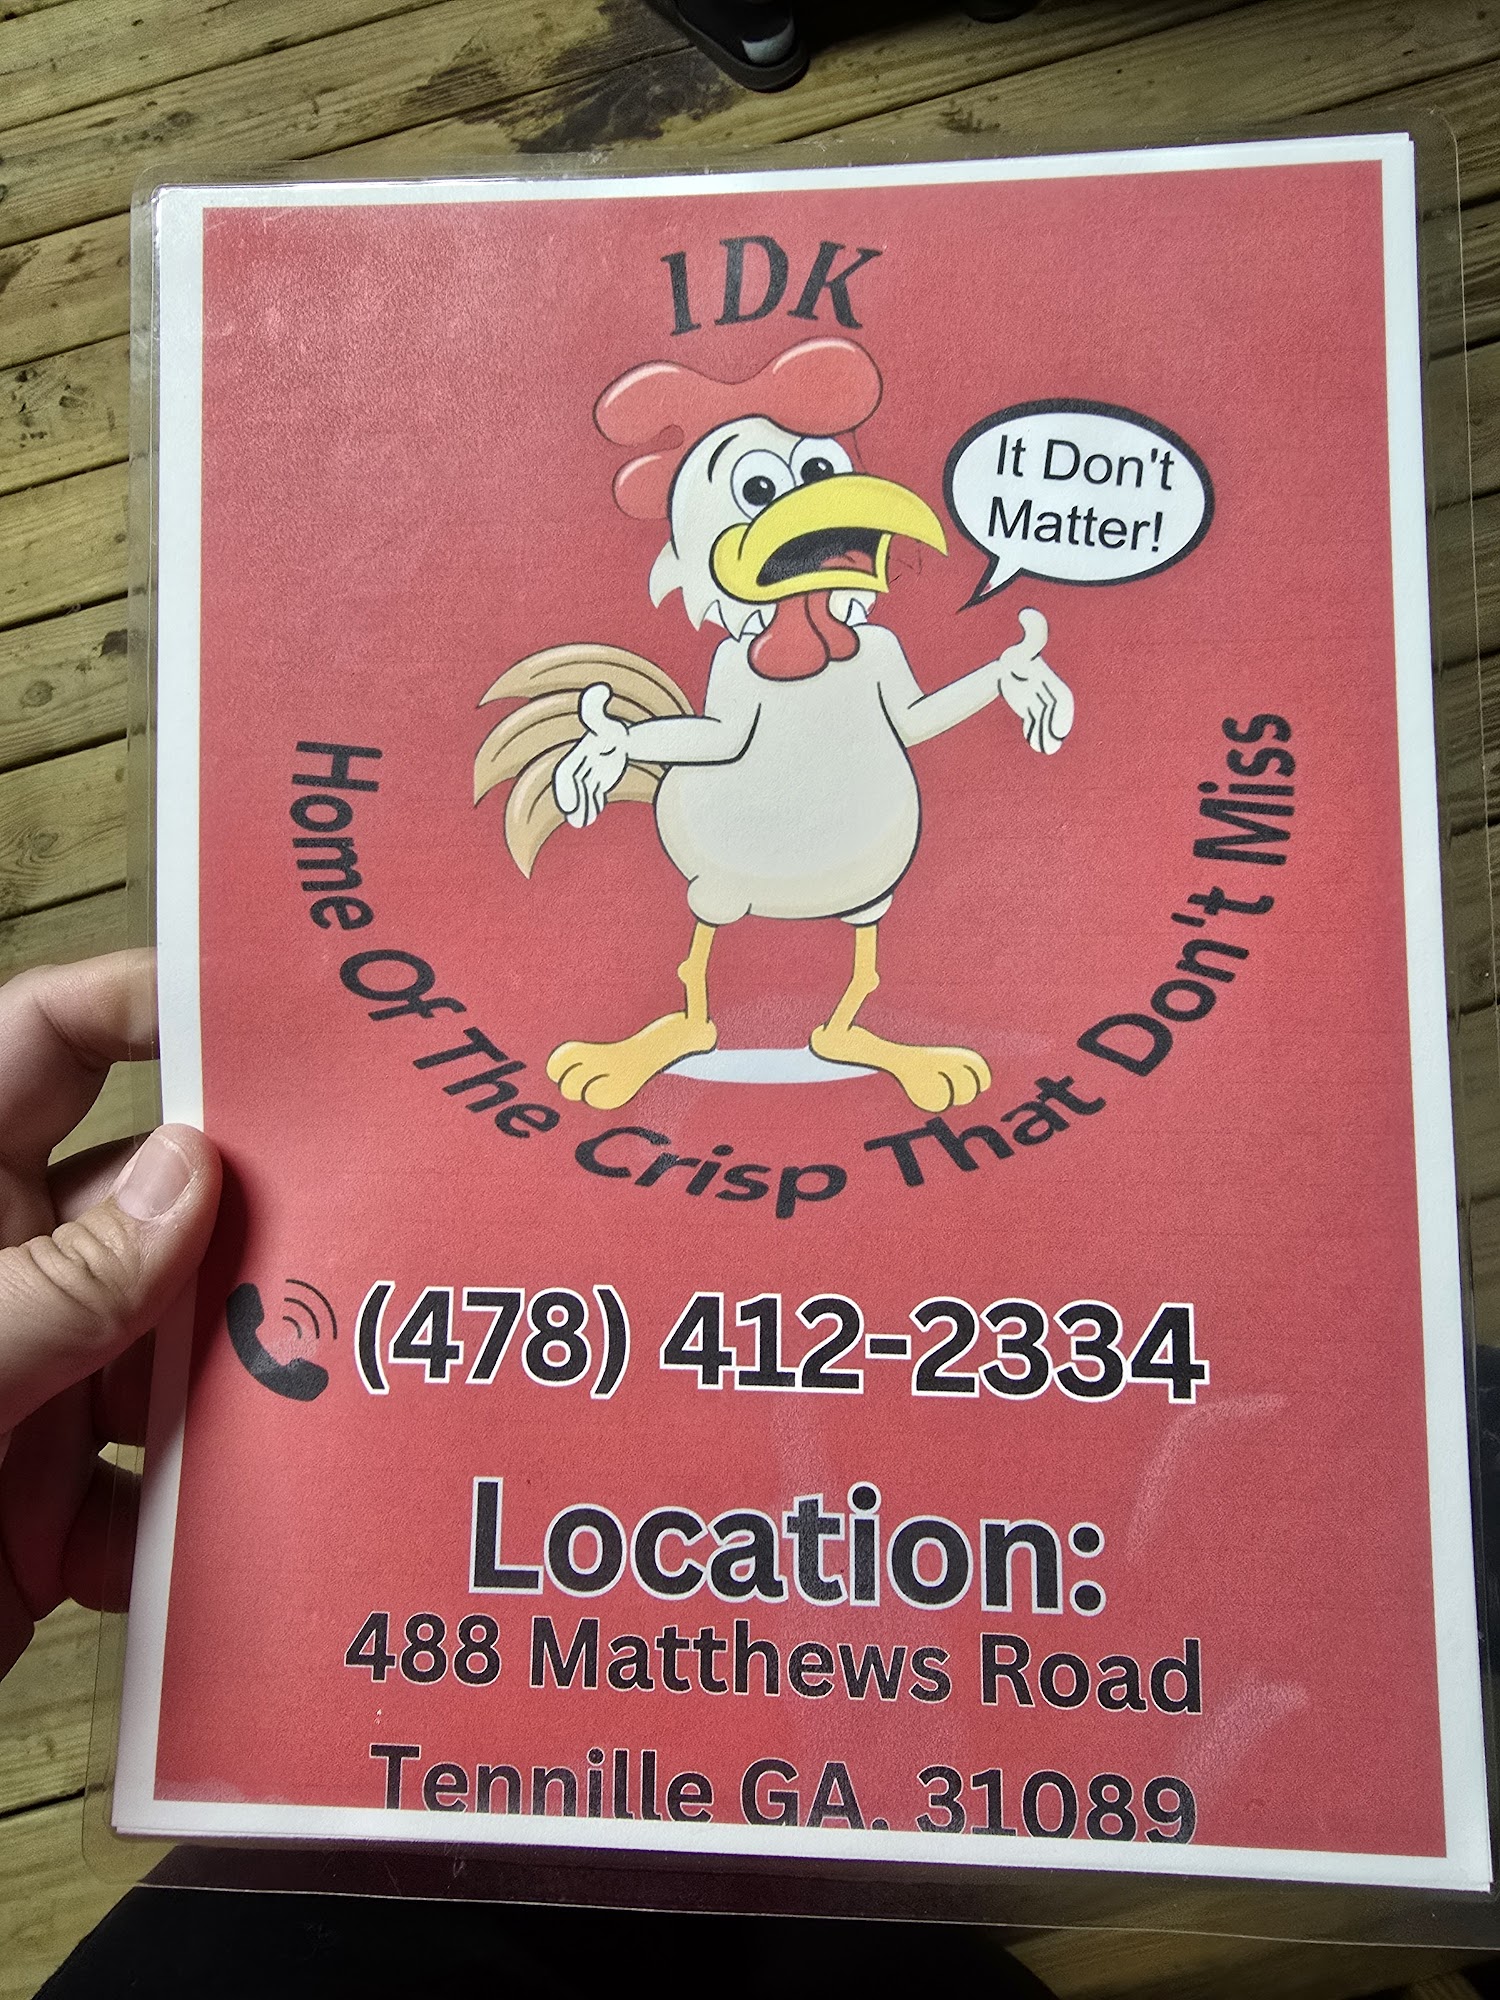 IDK
It Don't
Matter!
Home Of The Crisp That Don't Miss
(478) 412-2334
Location:
488 Matthews Road
Tennille GA. 31089